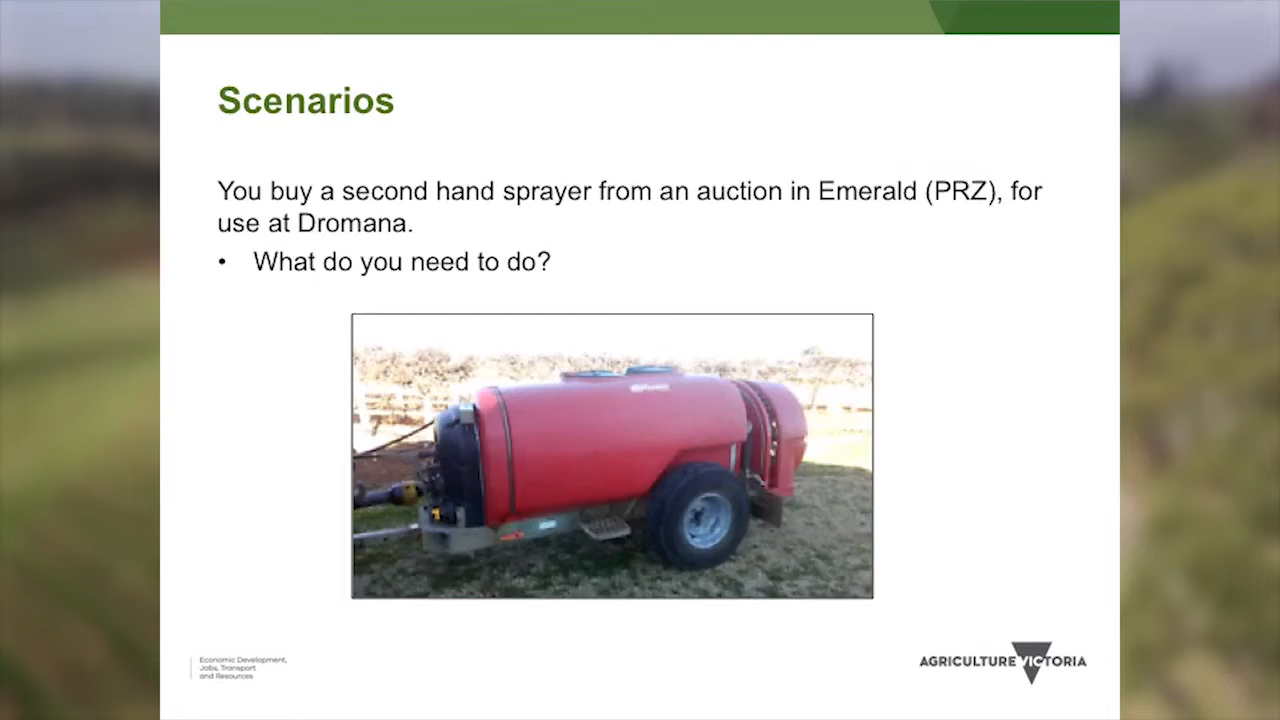 Scenarios
You buy a second hand sprayer from an auction in Emerald (PRZ), for
use at Dromana.
• What do you need to do?
Economic Development,
Jobs, Transport
and Resources
AGRICULTURE VICTORIA